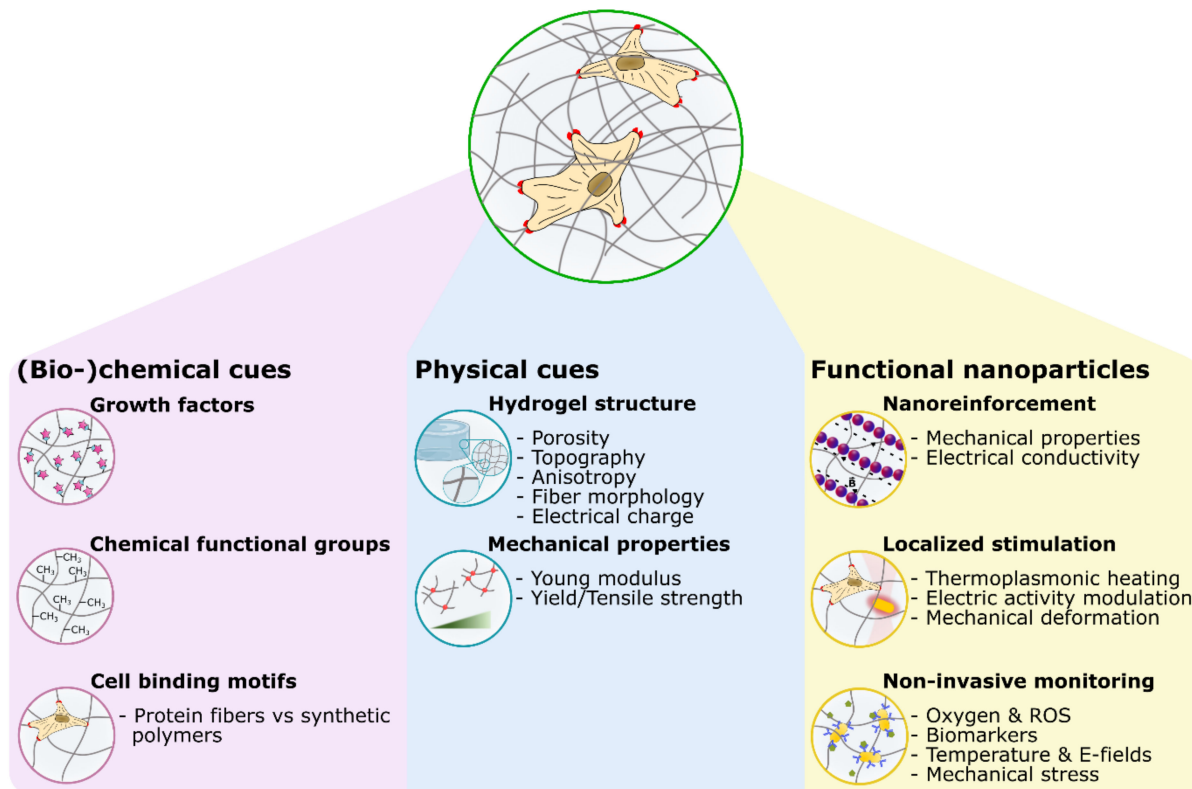 (Bio-)chemical cues
Growth factors
Chemical functional groups
CH₃
–CH₃
CH₃
CH₃
–CH₃
–CH₃
–CH₃
Cell binding motifs
- Protein fibers vs synthetic
polymers
Physical cues
Hydrogel structure
- Porosity
- Topography
- Anisotropy
- Fiber morphology
- Electrical charge
Mechanical properties
- Young modulus
- Yield/Tensile strength
Functional nanoparticles
Nanoreinforcement
- Mechanical properties
- Electrical conductivity
B
Localized stimulation
- Thermoplasmonic heating
- Electric activity modulation
- Mechanical deformation
Non-invasive monitoring
- Oxygen & ROS
- Biomarkers
- Temperature & E-fields
- Mechanical stress